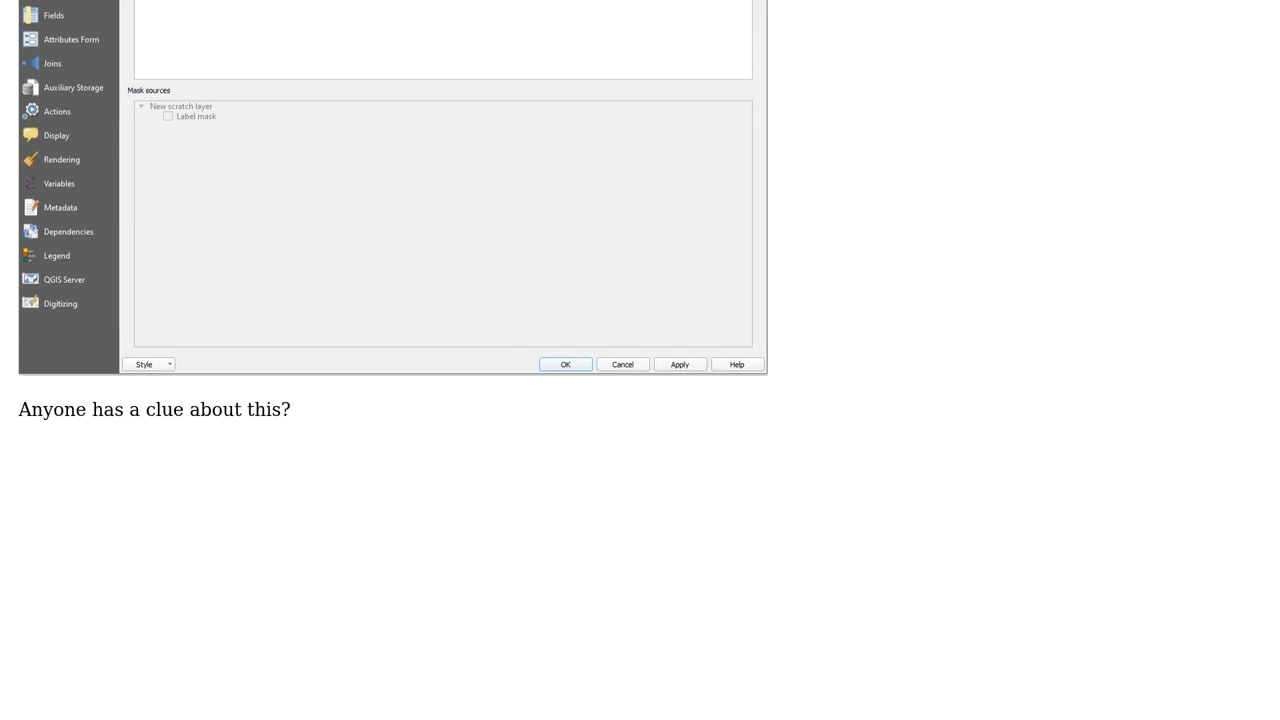 Fields
Attributes Form
Joins
Auxiliary Storage
Actions
Display
Rendering
Variables
Metadata
Dependencies
Legend
QGIS Server
Digitizing
Mask sources
New scratch layer
Label mask
Style
OK
Cancel
Apply
Help
Anyone has a clue about this?